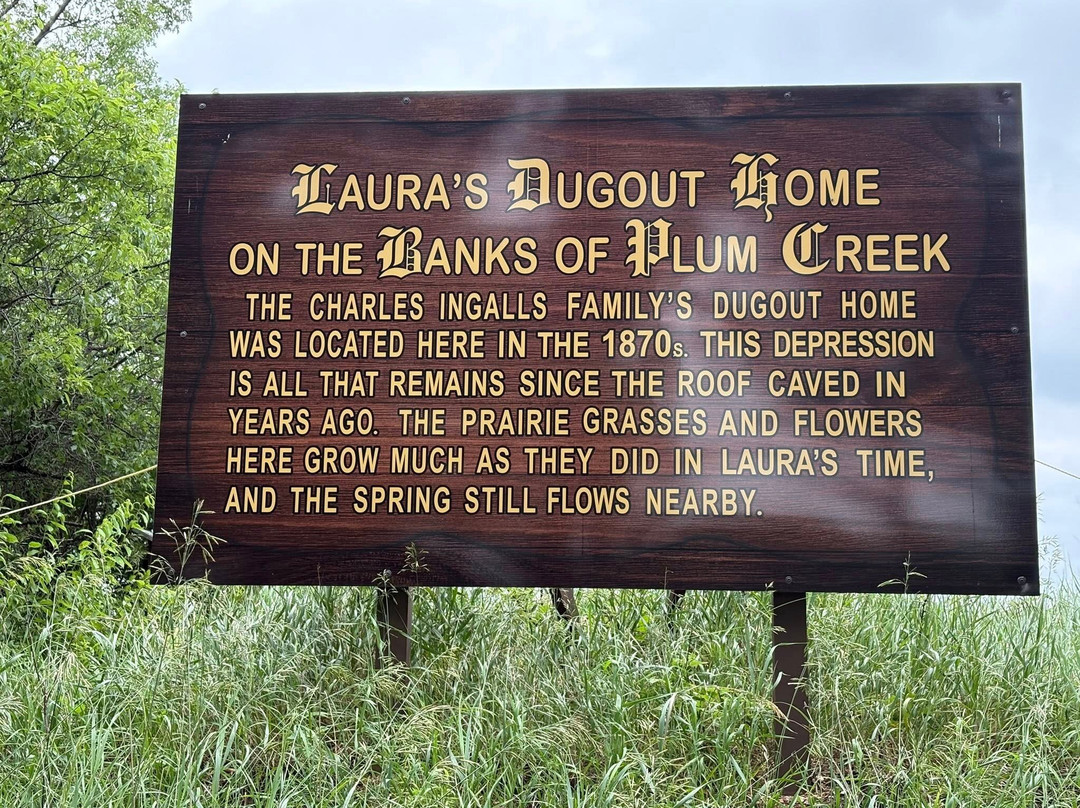 LAURA'S DUGOUT HOME
ON THE BANKS OF PLUM CREEK
THE CHARLES INGALLS FAMILY'S DUGOUT HOME
WAS LOCATED HERE IN THE 1870s. THIS DEPRESSION
IS ALL THAT REMAINS SINCE THE ROOF CAVED IN
YEARS AGO. THE PRAIRIE GRASSES AND FLOWERS
HERE GROW MUCH AS THEY DID IN LAURA'S TIME,
AND THE SPRING STILL FLOWS NEARBY.